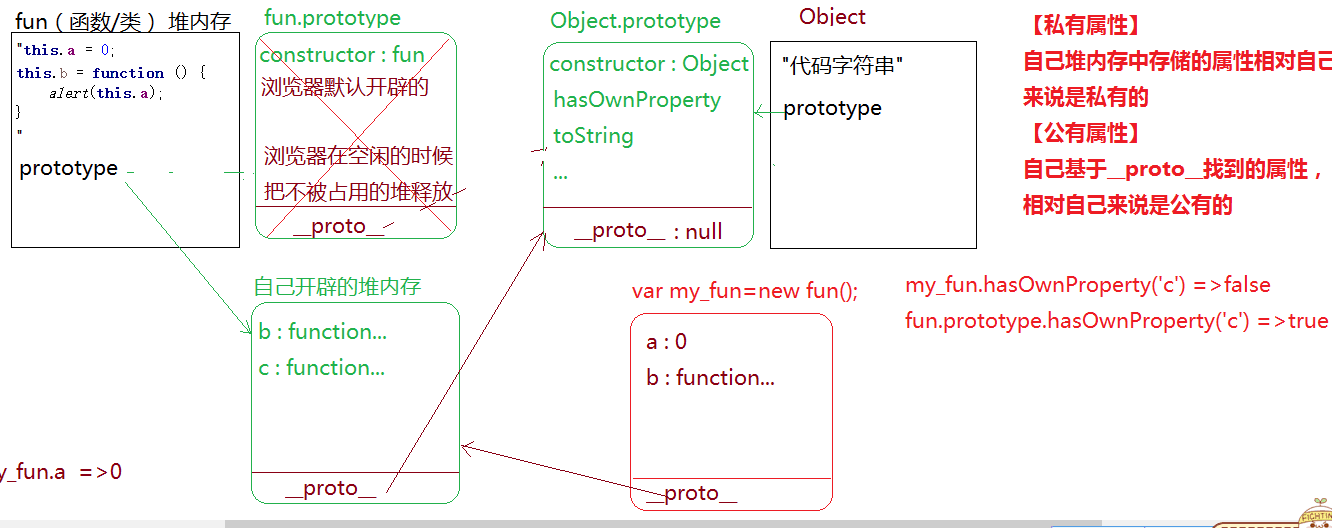 fun（函数/类） 堆内存
"this.a = 0;
this.b = function () {
alert(this.a);
}
"
prototype
fun.prototype
constructor : fun
浏览器默认开辟的
浏览器在空闲的时候
把不被占用的堆释放
__proto__
Object.prototype
constructor : Object
hasOwnProperty
toString
...
__proto__ : null
Object
"代码字符串"
prototype
【私有属性】
自己堆内存中存储的属性相对自己
来说是私有的
【公有属性】
自己基于__proto__找到的属性，
相对自己来说是公有的
自己开辟的堆内存
b : function...
c : function...
__proto__
var my_fun=new fun();
a : 0
b : function...
__proto__
my_fun.hasOwnProperty('c') =>false
fun.prototype.hasOwnProperty('c') =>true
y_fun.a =>0
FIGHTIN